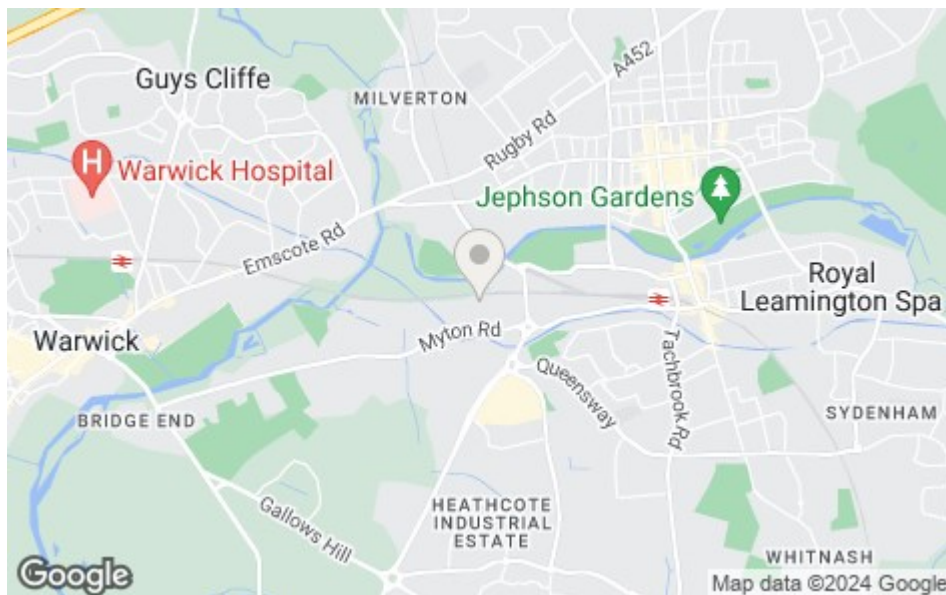 Guys Cliffe
MILVERTON
A452
Rugby Rd
H
Warwick Hospital
Jephson Gardens
Emscote Rd
Royal
Leamington Spa
Warwick
Myton Rd
Queensway
Tachbrook Rd
BRIDGE END
SYDENHAM
HEATHCOTE
INDUSTRIAL
ESTATE
Gallows Hill
WHITNASH
Google
Map data ©2024 Google